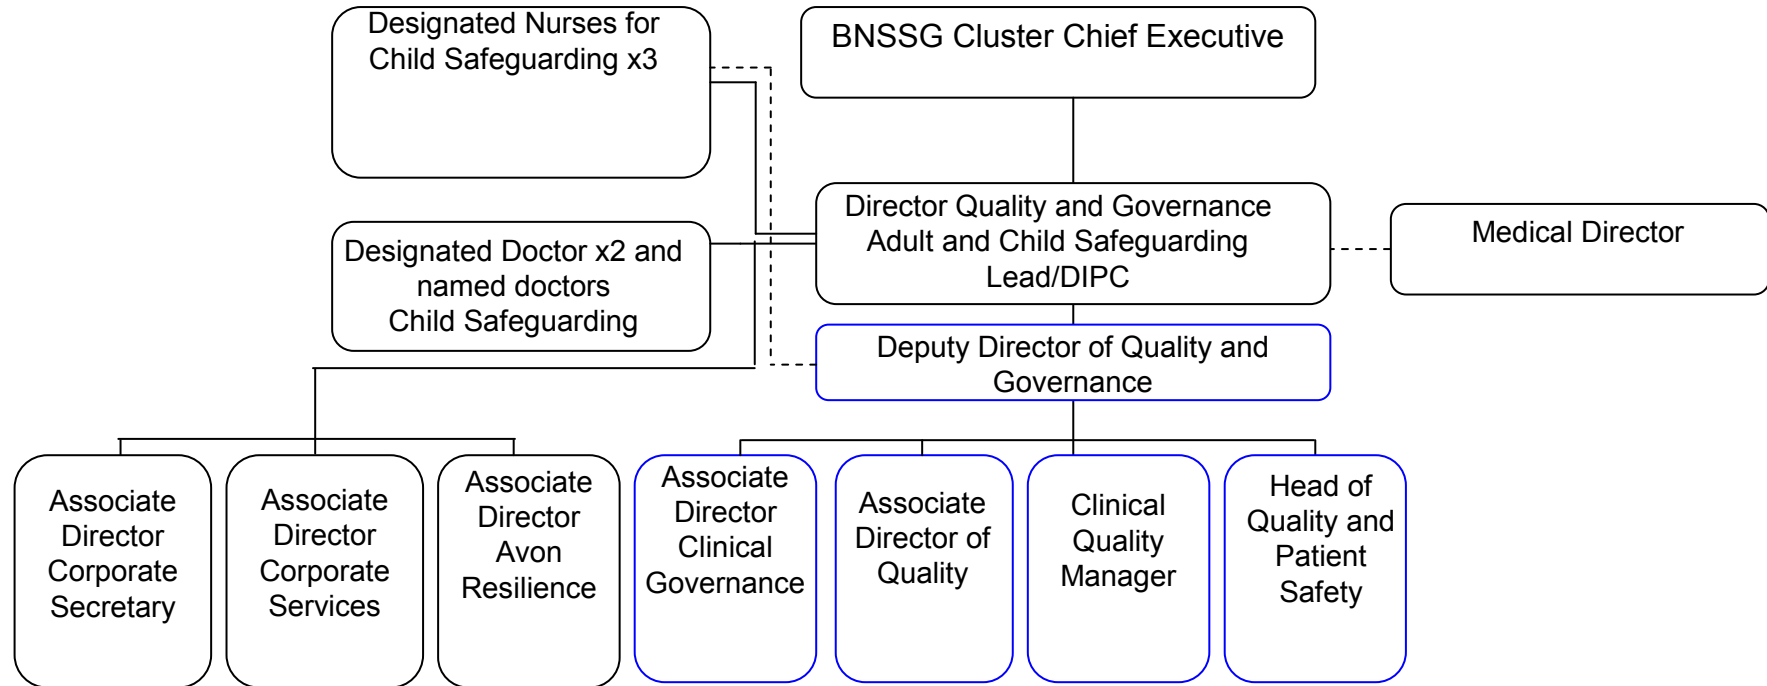 Designated Nurses for
Child Safeguarding x3
BNSSG Cluster Chief Executive
Director Quality and Governance
Adult and Child Safeguarding
Lead/DIPC
Medical Director
Designated Doctor x2 and
named doctors
Child Safeguarding
Deputy Director of Quality and
Governance
Associate
Director
Corporate
Secretary
Associate
Director
Corporate
Services
Associate
Director
Avon
Resilience
Associate
Director
Clinical
Governance
Associate
Director of
Quality
Clinical
Quality
Manager
Head of
Quality and
Patient
Safety